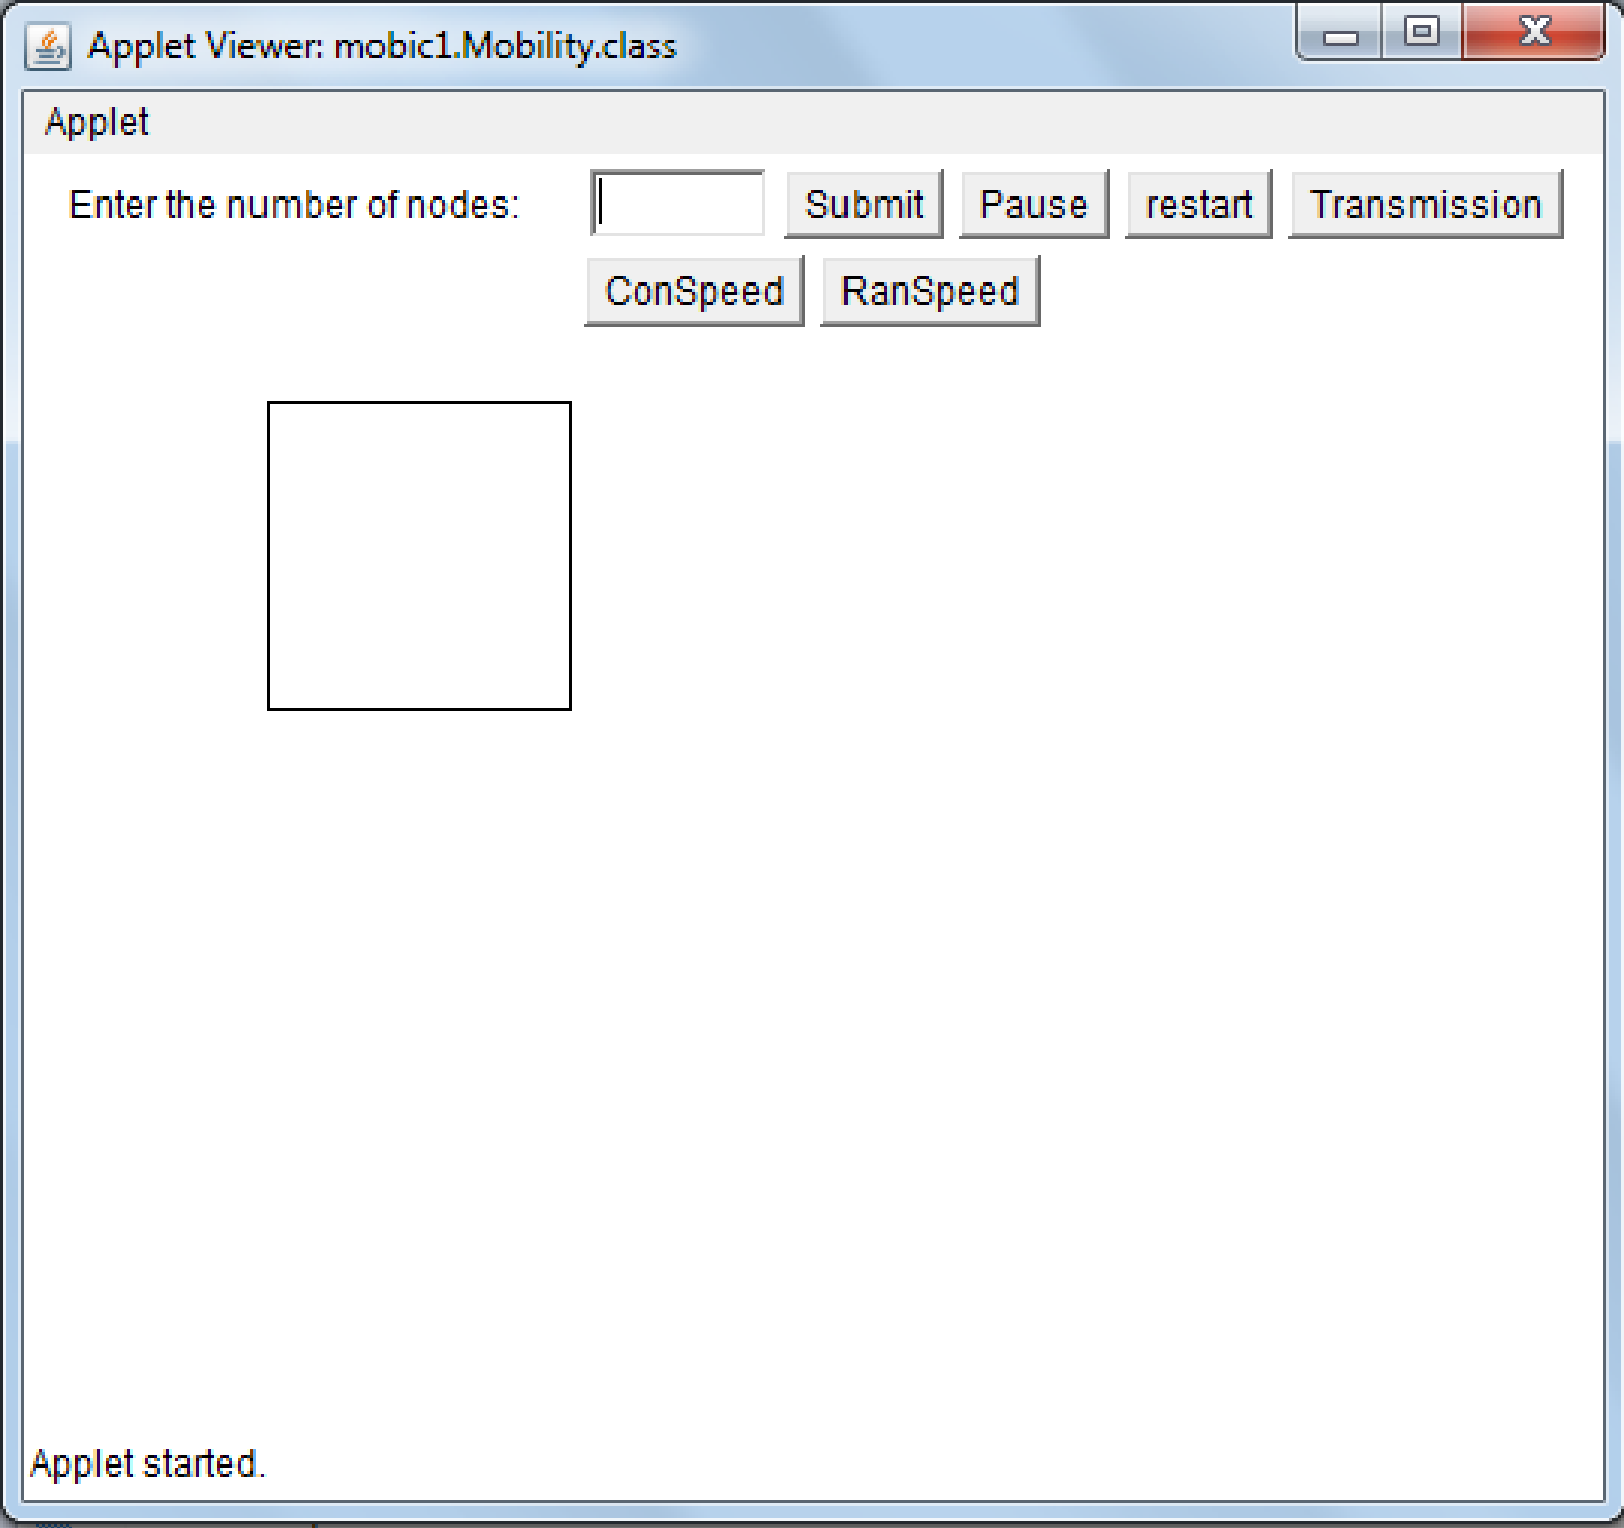 Applet Viewer: mobic1.Mobility.class
Applet
Enter the number of nodes: Submit Pause restart Transmission
ConSpeed RanSpeed
Applet started.